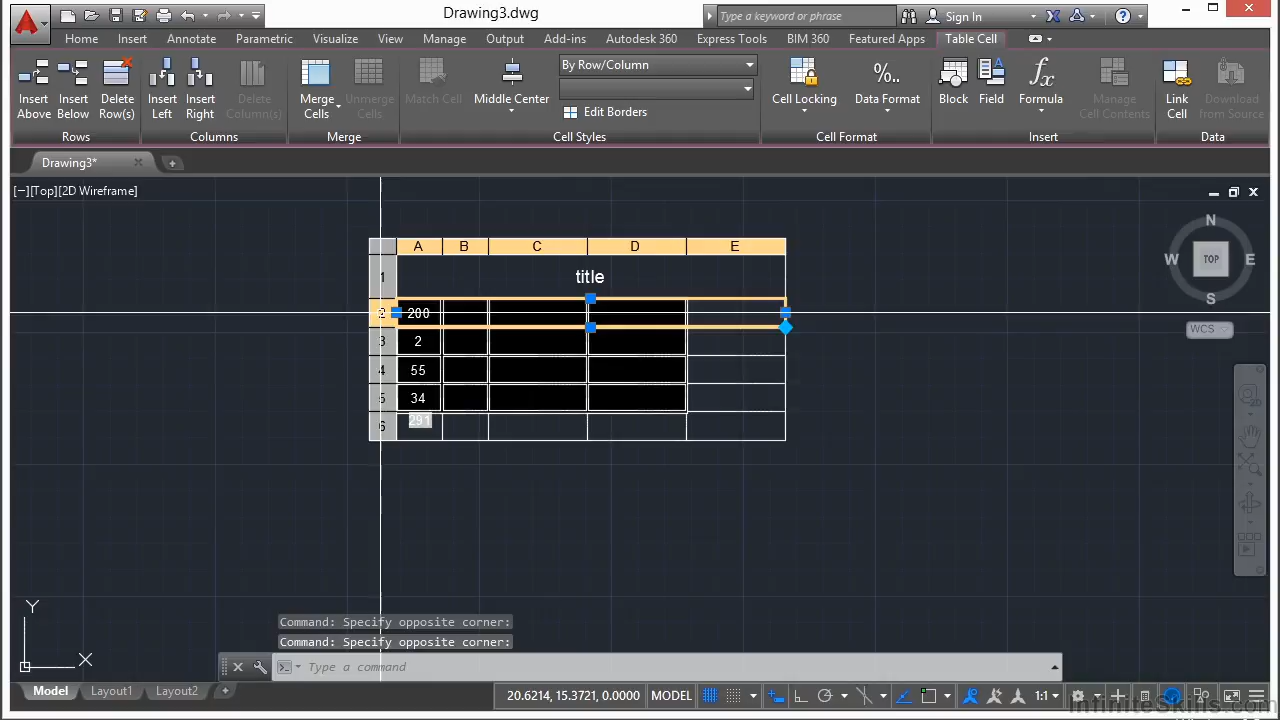 Drawing3.dwg
Type a keyword or phrase
Sign In
Home Insert Annotate Parametric Visualize View Manage Output Add-ins Autodesk 360 Express Tools BIM 360 Featured Apps Table Cell
Insert Above
Insert Below
Delete Row(s)
Rows
Insert Left
Insert Right
Delete Column(s)
Columns
Merge Cells
Unmerge Cells
Merge
Match Cell
Middle Center
By Row/Column
Edit Borders
Cell Styles
Cell Locking
%..
Data Format
Cell Format
Block
Field
fx
Formula
Manage Cell Contents
Insert
Link Cell
Download from Source
Data
Drawing3*
[−][Top][2D Wireframe]
N
W TOP E
S
WCS
A B C D E
1 title
2 200
3 2
4 55
5 34
6 291
Y
X
Command: Specify opposite corner:
Command: Specify opposite corner:
Type a command
Model Layout1 Layout2
20.6214, 15.3721, 0.0000 MODEL 1:1
InfiniteSkills.com